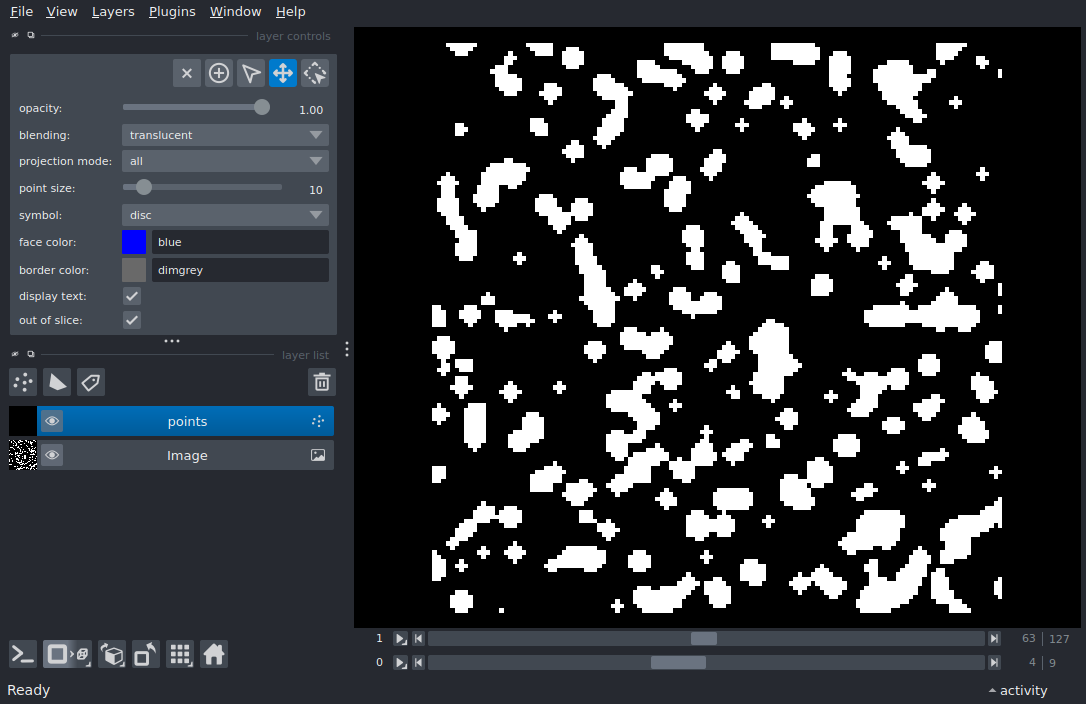 File View Layers Plugins Window Help
layer controls
opacity: 1.00
blending: translucent
projection mode: all
point size: 10
symbol: disc
face color: blue
border color: dimgrey
display text:
out of slice:
layer list
points
Image
1 63 127
0 4 9
Ready activity